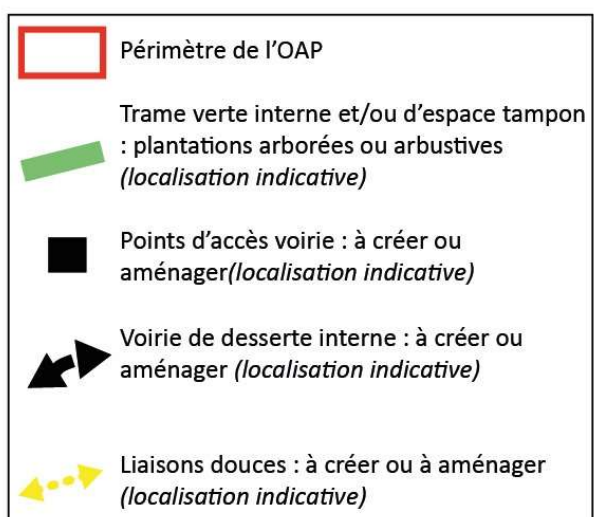 Périmètre de l'OAP
Trame verte interne et/ou d'espace tampon
: plantations arborées ou arbustives
(localisation indicative)
Points d'accès voirie : à créer ou
aménager(localisation indicative)
Voirie de desserte interne : à créer ou
aménager (localisation indicative)
Liaisons douces : à créer ou à aménager
(localisation indicative)